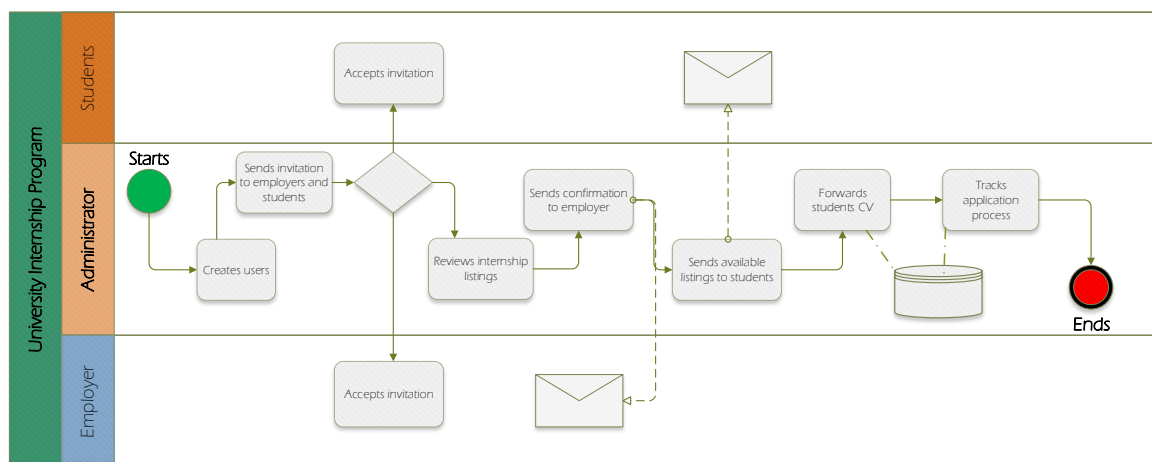 University Internship Program
Students
Administrator
Employer
Accepts invitation
Starts
Sends invitation
to employers and
students
Creates users
Reviews internship
listings
Sends confirmation
to employer
Sends available
listings to students
Forwards
students CV
Tracks
application
process
Ends
Accepts invitation